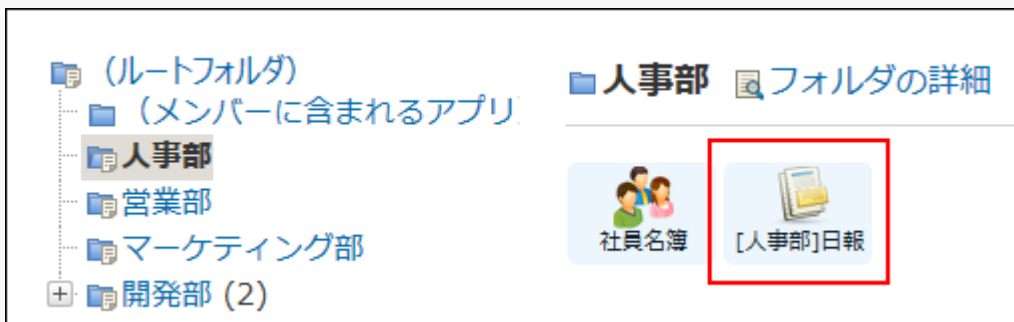 （ルートフォルダ）
（メンバーに含まれるアプリ
人事部
営業部
マーケティング部
開発部 (2)
人事部 フォルダの詳細
社員名簿
[人事部]日報